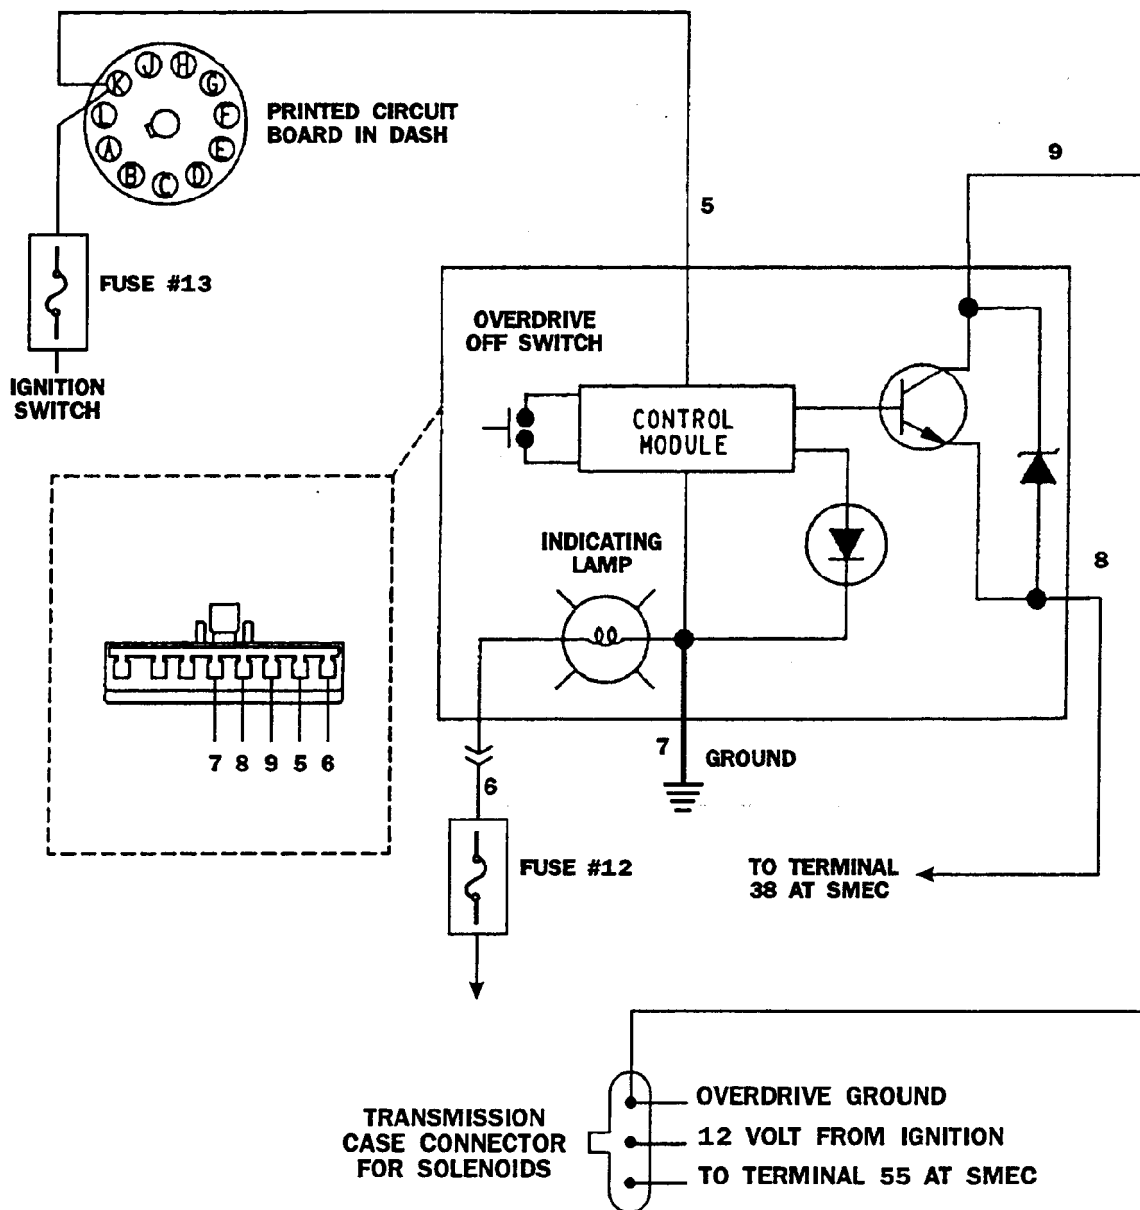 K
J
H
G
L
F
A
E
B
C
D
PRINTED CIRCUIT
BOARD IN DASH
9
5
FUSE #13
IGNITION
SWITCH
OVERDRIVE
OFF SWITCH
CONTROL
MODULE
INDICATING
LAMP
8
7 8 9 5 6
7
GROUND
6
FUSE #12
TO TERMINAL
38 AT SMEC
TRANSMISSION
CASE CONNECTOR
FOR SOLENOIDS
OVERDRIVE GROUND
12 VOLT FROM IGNITION
TO TERMINAL 55 AT SMEC